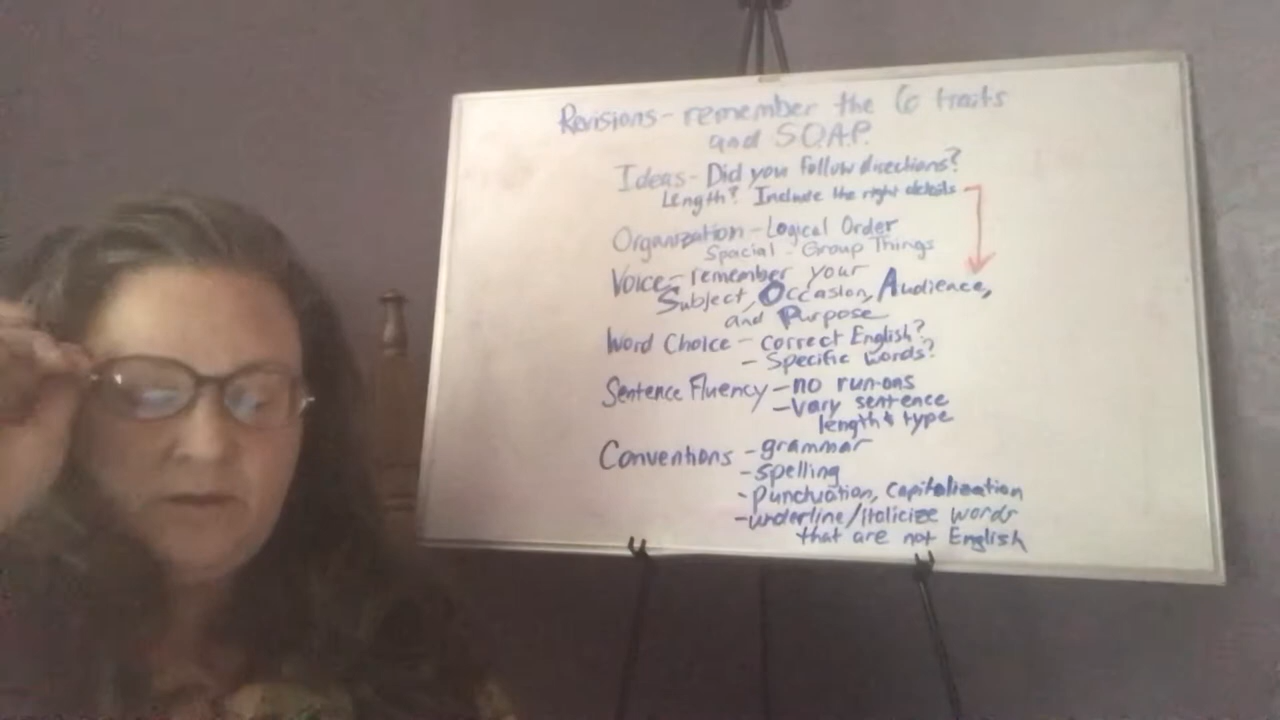 Revisions - remember the 6 traits
and S.O.A.P.
Ideas - Did you follow directions?
Length? Include the right details
Organization - Logical Order
Spacial - Group Things
Voice - remember your
Subject, Occasion, Audience,
and Purpose
Word Choice - correct English?
- Specific words?
Sentence Fluency - no run-ons
- Vary sentence
length & type
Conventions - grammar
- spelling
- punctuation, capitalization
- underline/italicize words
that are not English